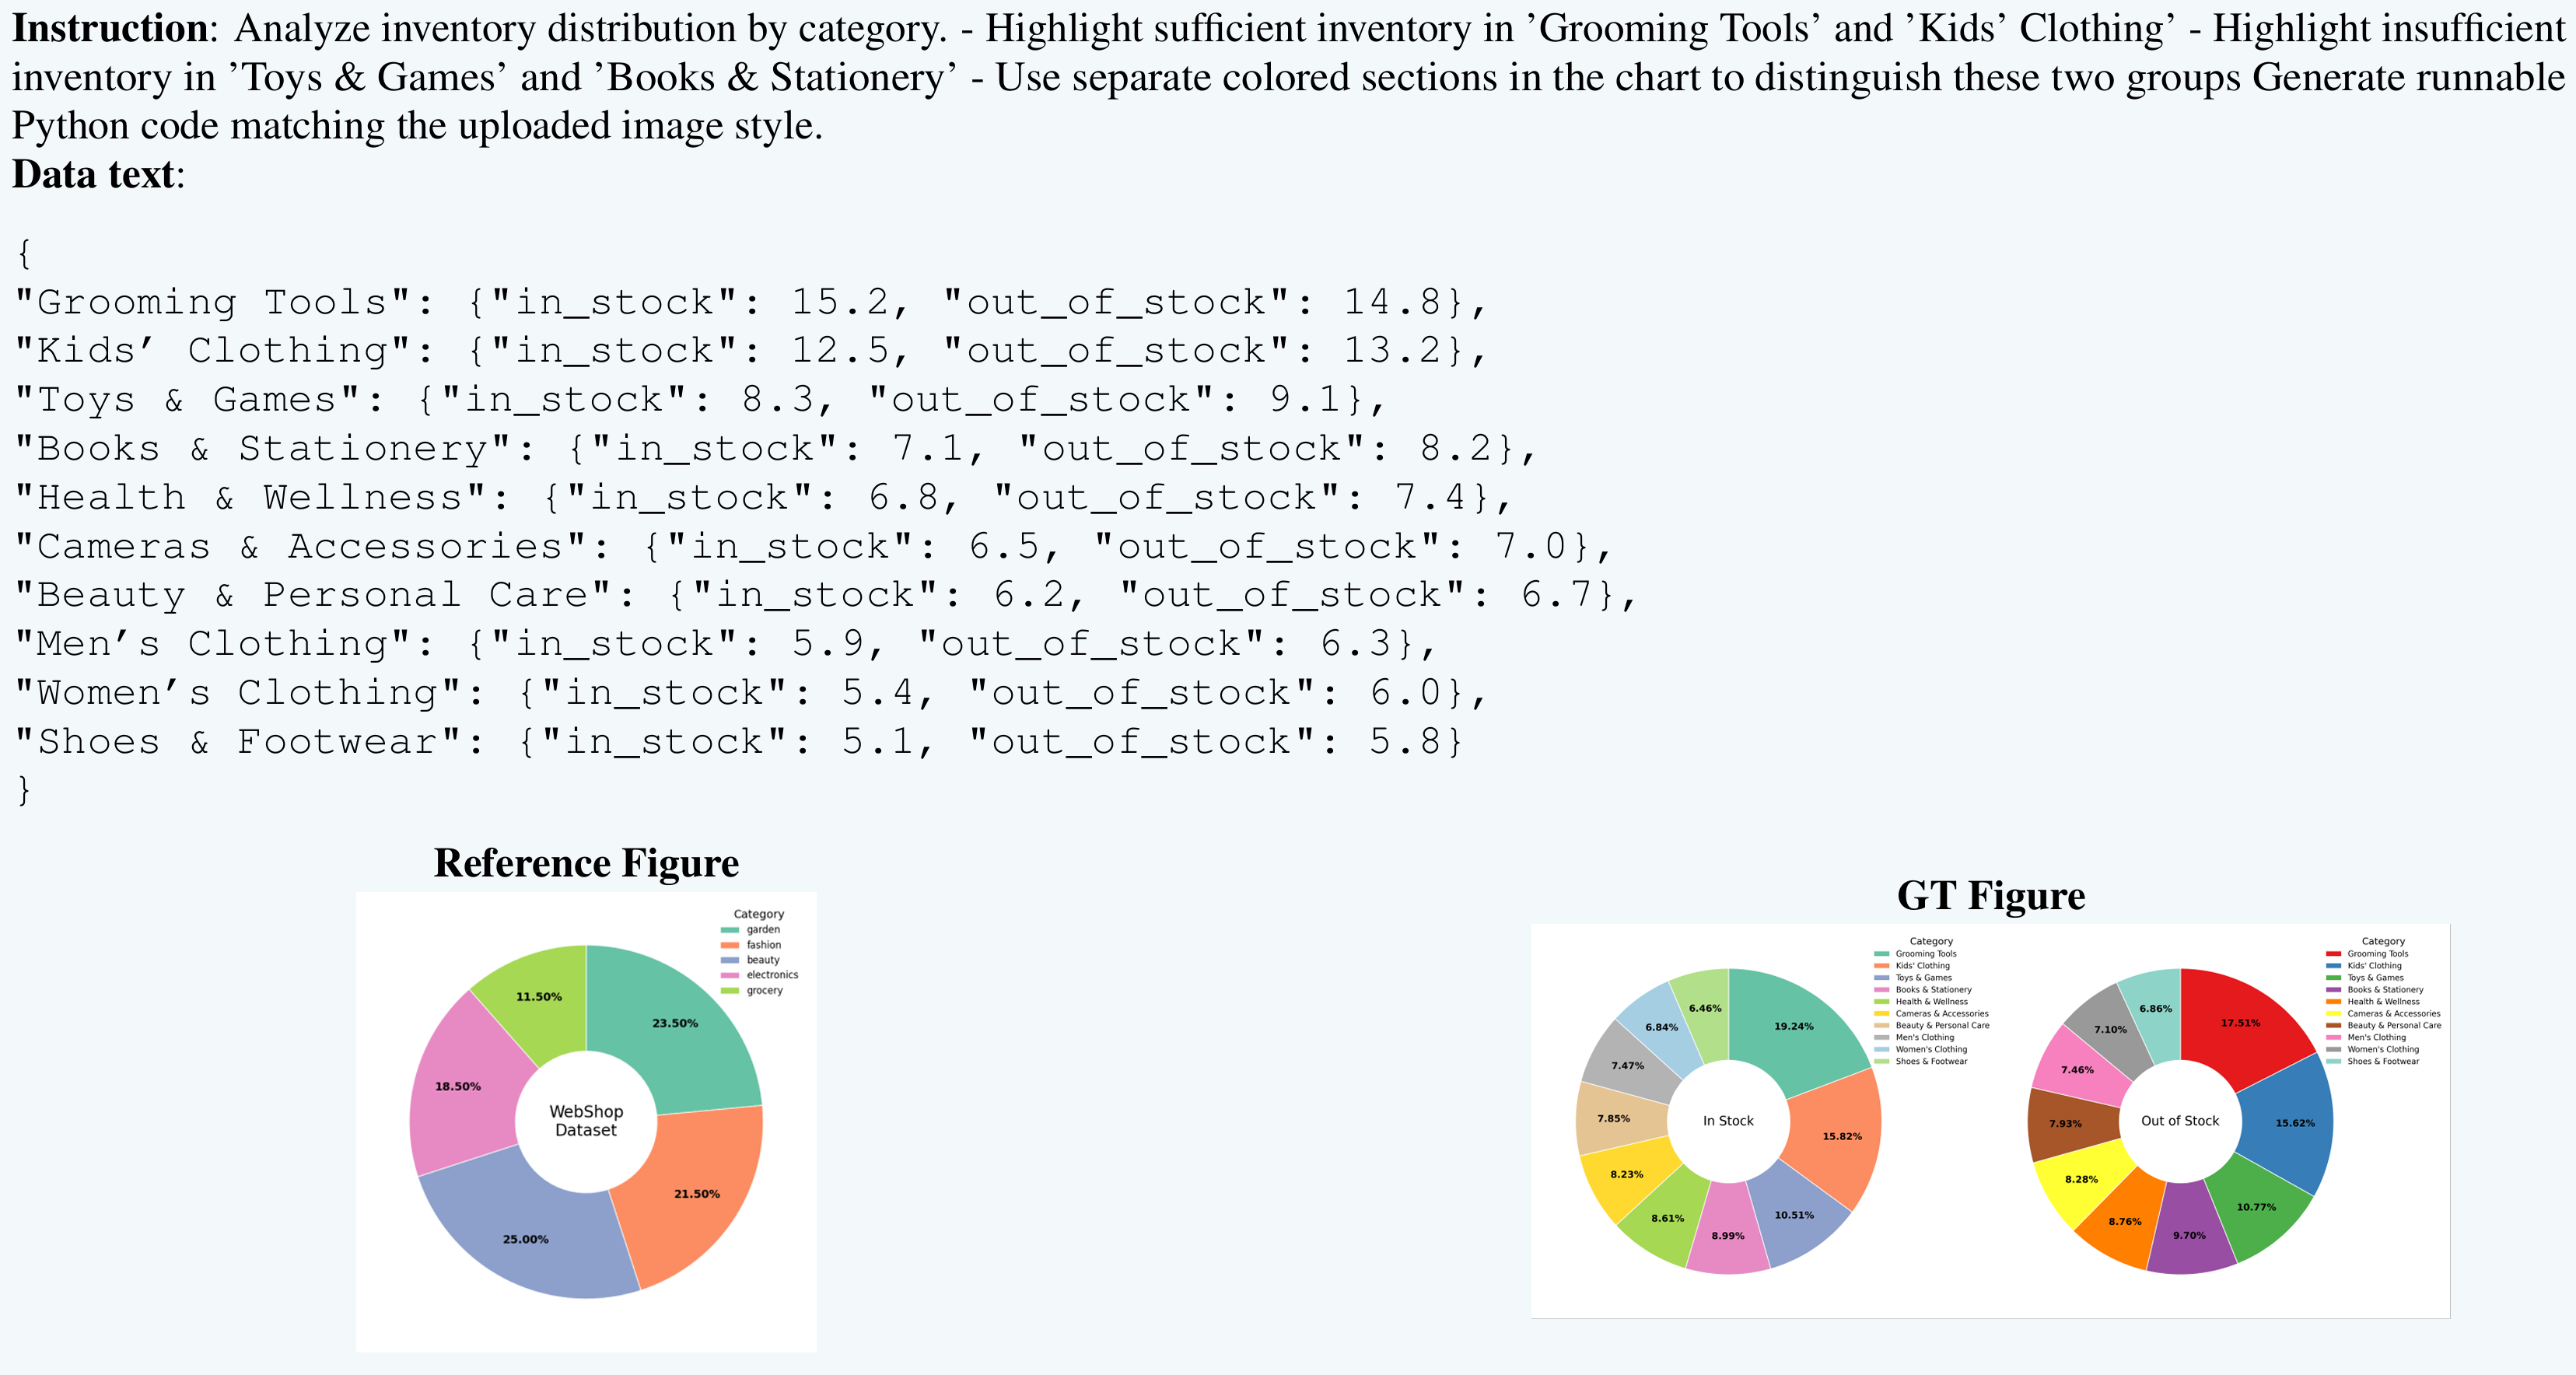 Instruction: Analyze inventory distribution by category. - Highlight sufficient inventory in ’Grooming Tools’ and ’Kids’ Clothing’ - Highlight insufficient
inventory in ’Toys & Games’ and ’Books & Stationery’ - Use separate colored sections in the chart to distinguish these two groups Generate runnable
Python code matching the uploaded image style.
Data text:
{
"Grooming Tools": {"in_stock": 15.2, "out_of_stock": 14.8},
"Kids’ Clothing": {"in_stock": 12.5, "out_of_stock": 13.2},
"Toys & Games": {"in_stock": 8.3, "out_of_stock": 9.1},
"Books & Stationery": {"in_stock": 7.1, "out_of_stock": 8.2},
"Health & Wellness": {"in_stock": 6.8, "out_of_stock": 7.4},
"Cameras & Accessories": {"in_stock": 6.5, "out_of_stock": 7.0},
"Beauty & Personal Care": {"in_stock": 6.2, "out_of_stock": 6.7},
"Men’s Clothing": {"in_stock": 5.9, "out_of_stock": 6.3},
"Women’s Clothing": {"in_stock": 5.4, "out_of_stock": 6.0},
"Shoes & Footwear": {"in_stock": 5.1, "out_of_stock": 5.8}
}
Reference Figure
Category
garden
fashion
beauty
electronics
grocery
11.50%
23.50%
18.50%
WebShop
Dataset
21.50%
25.00%
GT Figure
Category
Grooming Tools
Kids' Clothing
Toys & Games
Books & Stationery
Health & Wellness
Cameras & Accessories
Beauty & Personal Care
Men's Clothing
Women's Clothing
Shoes & Footwear
6.46%
19.24%
6.84%
7.47%
7.85%
In Stock
15.82%
8.23%
8.61%
8.99%
10.51%
Category
Grooming Tools
Kids' Clothing
Toys & Games
Books & Stationery
Health & Wellness
Cameras & Accessories
Beauty & Personal Care
Men's Clothing
Women's Clothing
Shoes & Footwear
6.86%
17.51%
7.10%
7.46%
7.93%
Out of Stock
15.62%
8.28%
8.76%
9.70%
10.77%